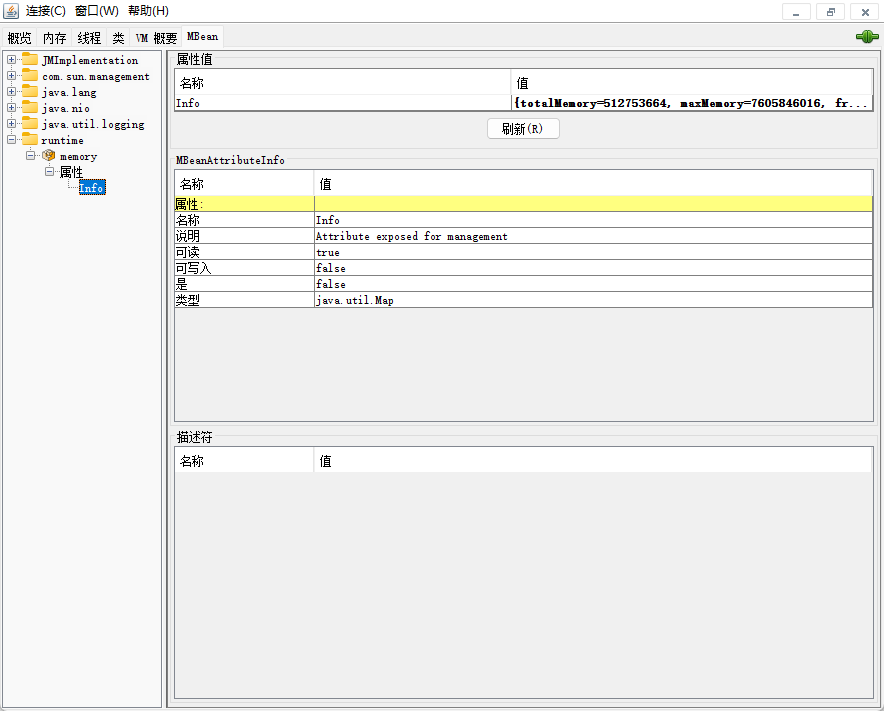 连接(C) 窗口(W) 帮助(H)
概览 内存 线程 类 VM 概要 MBean
JMImplementation
com.sun.management
java.lang
java.nio
java.util.logging
runtime
memory
属性
Info
属性值
名称 值
Info {totalMemory=512753664, maxMemory=7605846016, fr...
刷新(R)
MBeanAttributeInfo
名称 值
属性:
名称 Info
说明 Attribute exposed for management
可读 true
可写入 false
是 false
类型 java.util.Map
描述符
名称 值